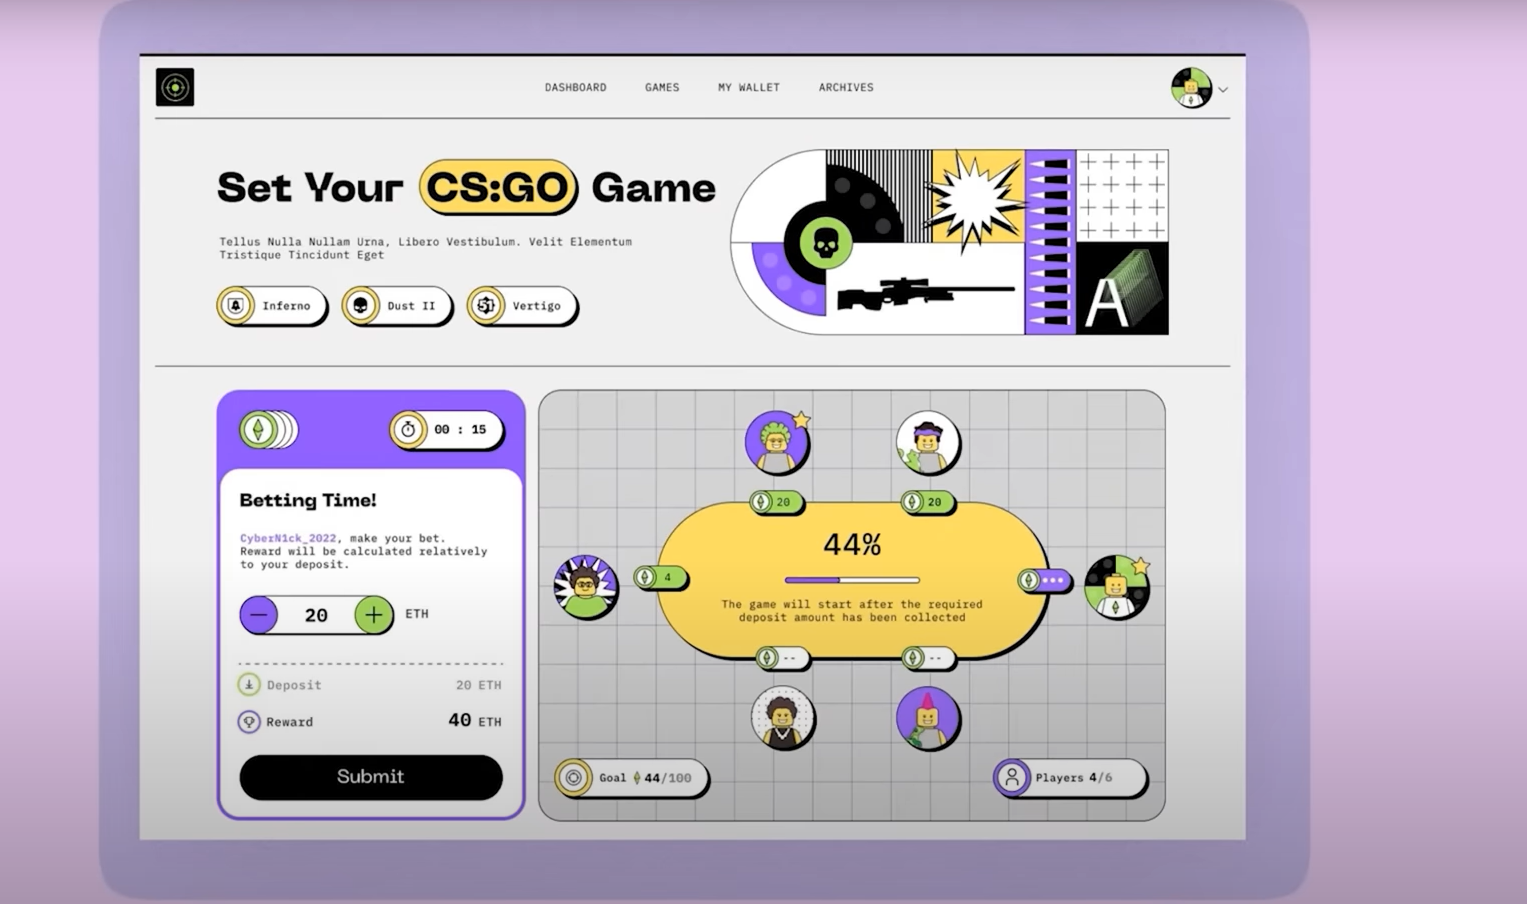 DASHBOARD GAMES MY WALLET ARCHIVES
Set Your CS:GO Game
Tellus Nulla Nullam Urna, Libero Vestibulum. Velit Elementum
Tristique Tincidunt Eget
Inferno Dust II Vertigo
A
00 : 15
Betting Time!
CyberN1ck_2022, make your bet.
Reward will be calculated relatively
to your deposit.
20 ETH
Deposit 20 ETH
Reward 40 ETH
Submit
20 20
44%
4
The game will start after the required
deposit amount has been collected
-- --
Goal 44/100
Players 4/6